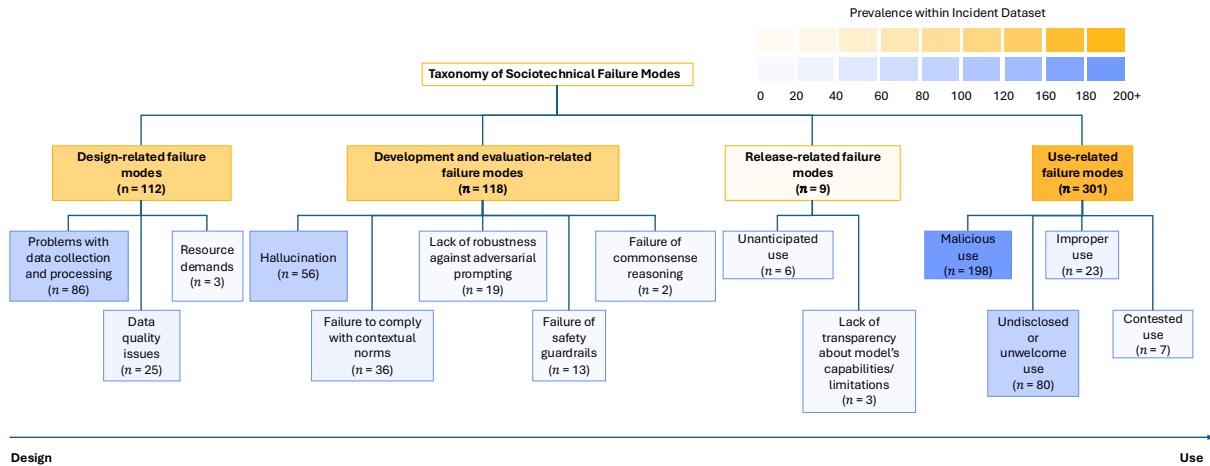 Prevalence within Incident Dataset
0 20 40 60 80 100 120 160 180 200+
Taxonomy of Sociotechnical Failure Modes
Design-related failure
modes
(n = 112)
Development and evaluation-related
failure modes
(n = 118)
Release-related failure
modes
(n = 9)
Use-related
failure modes
(n = 301)
Problems with
data collection
and processing
(n = 86)
Data
quality
issues
(n = 25)
Resource
demands
(n = 3)
Hallucination
(n = 56)
Failure to comply
with contextual
norms
(n = 36)
Lack of robustness
against adversarial
prompting
(n = 19)
Failure of
safety
guardrails
(n = 13)
Failure of
commonsense
reasoning
(n = 2)
Unanticipated
use
(n = 6)
Lack of
transparency
about model's
capabilities/
limitations
(n = 3)
Malicious
use
(n = 198)
Undisclosed
or
unwelcome
use
(n = 80)
Improper
use
(n = 23)
Contested
use
(n = 7)
Design
Use